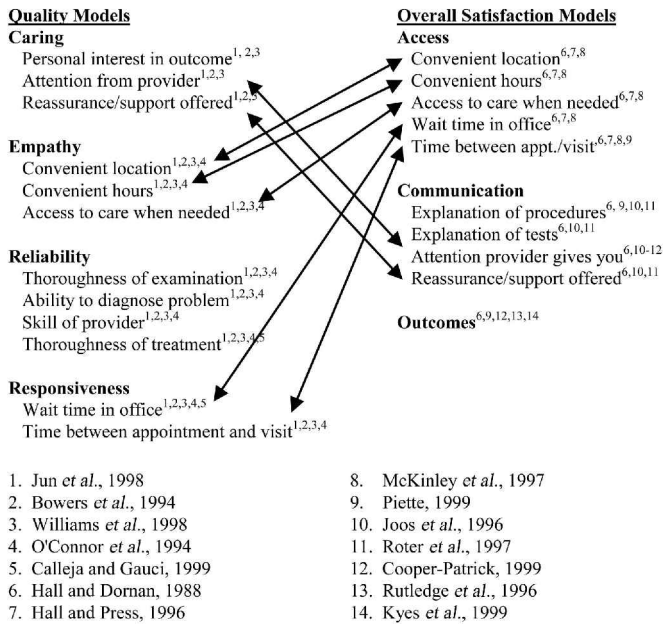 Quality Models
Caring
Personal interest in outcome1, 2,3
Attention from provider1,2,3
Reassurance/support offered1,2,5
Empathy
Convenient location1,2,3,4
Convenient hours1,2,3,4
Access to care when needed1,2,3,4
Reliability
Thoroughness of examination1,2,3,4
Ability to diagnose problem1,2,3,4
Skill of provider1,2,3,4
Thoroughness of treatment1,2,3,4,5
Responsiveness
Wait time in office1,2,3,4,5
Time between appointment and visit1,2,3,4
Overall Satisfaction Models
Access
Convenient location6,7,8
Convenient hours6,7,8
Access to care when needed6,7,8
Wait time in office6,7,8
Time between appt./visit6,7,8,9
Communication
Explanation of procedures6, 9,10,11
Explanation of tests6,10,11
Attention provider gives you6,10-12
Reassurance/support offered6,10,11
Outcomes6,9,12,13,14
1. Jun et al., 1998
2. Bowers et al., 1994
3. Williams et al., 1998
4. O'Connor et al., 1994
5. Calleja and Gauci, 1999
6. Hall and Dornan, 1988
7. Hall and Press, 1996
8. McKinley et al., 1997
9. Piette, 1999
10. Joos et al., 1996
11. Roter et al., 1997
12. Cooper-Patrick, 1999
13. Rutledge et al., 1996
14. Kyes et al., 1999